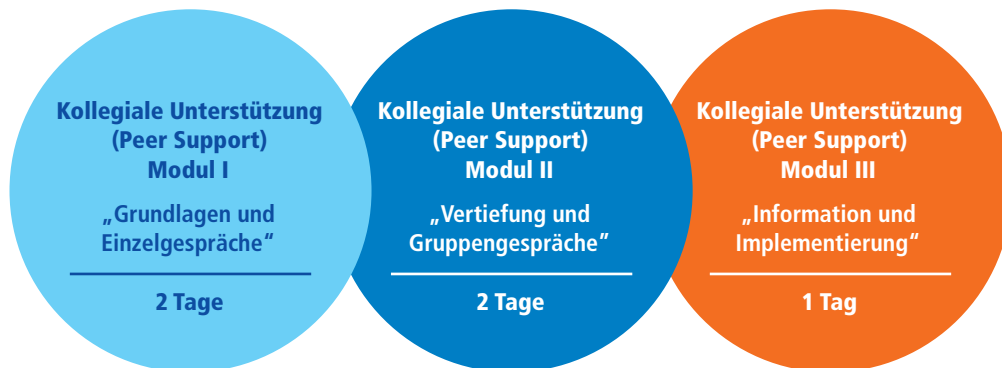 Kollegiale Unterstützung
(Peer Support)
Modul I
„Grundlagen und
Einzelgespräche“
2 Tage
Kollegiale Unterstützung
(Peer Support)
Modul II
„Vertiefung und
Gruppengespräche”
2 Tage
Kollegiale Unterstützung
(Peer Support)
Modul III
„Information und
Implementierung“
1 Tag